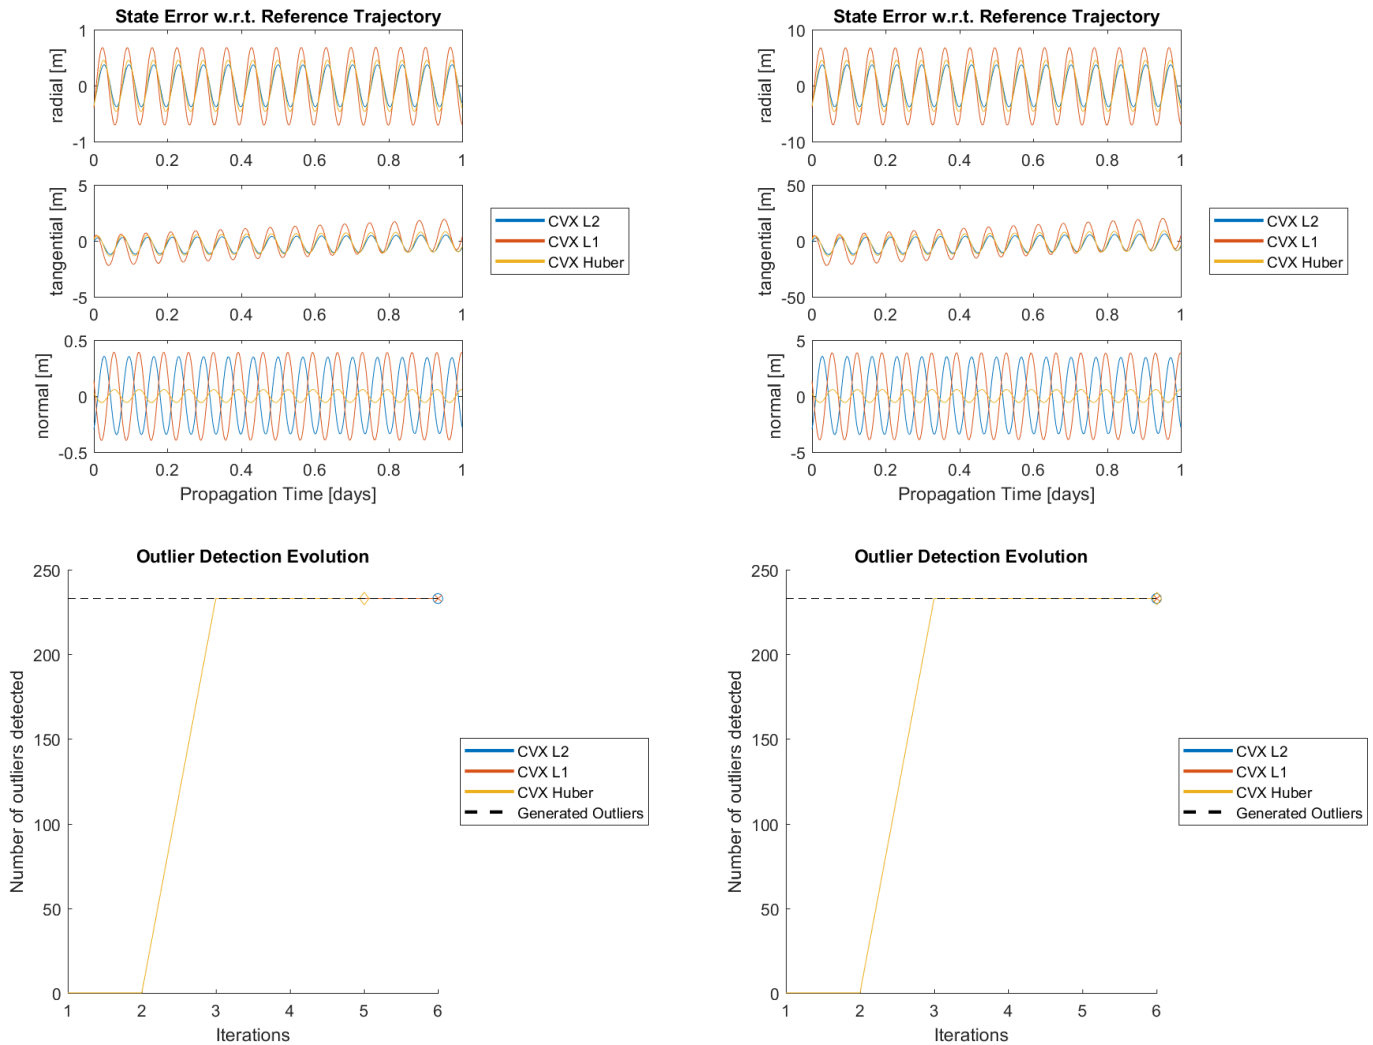 State Error w.r.t. Reference Trajectory
radial [m]
1
0
-1
0 0.2 0.4 0.6 0.8 1
tangential [m]
5
0
-5
0 0.2 0.4 0.6 0.8 1
normal [m]
0.5
0
-0.5
0 0.2 0.4 0.6 0.8 1
Propagation Time [days]
CVX L2
CVX L1
CVX Huber
State Error w.r.t. Reference Trajectory
radial [m]
10
0
-10
0 0.2 0.4 0.6 0.8 1
tangential [m]
50
0
-50
0 0.2 0.4 0.6 0.8 1
normal [m]
5
0
-5
0 0.2 0.4 0.6 0.8 1
Propagation Time [days]
CVX L2
CVX L1
CVX Huber
Outlier Detection Evolution
Number of outliers detected
250
200
150
100
50
0
1 2 3 4 5 6
Iterations
CVX L2
CVX L1
CVX Huber
Generated Outliers
Outlier Detection Evolution
Number of outliers detected
250
200
150
100
50
0
1 2 3 4 5 6
Iterations
CVX L2
CVX L1
CVX Huber
Generated Outliers